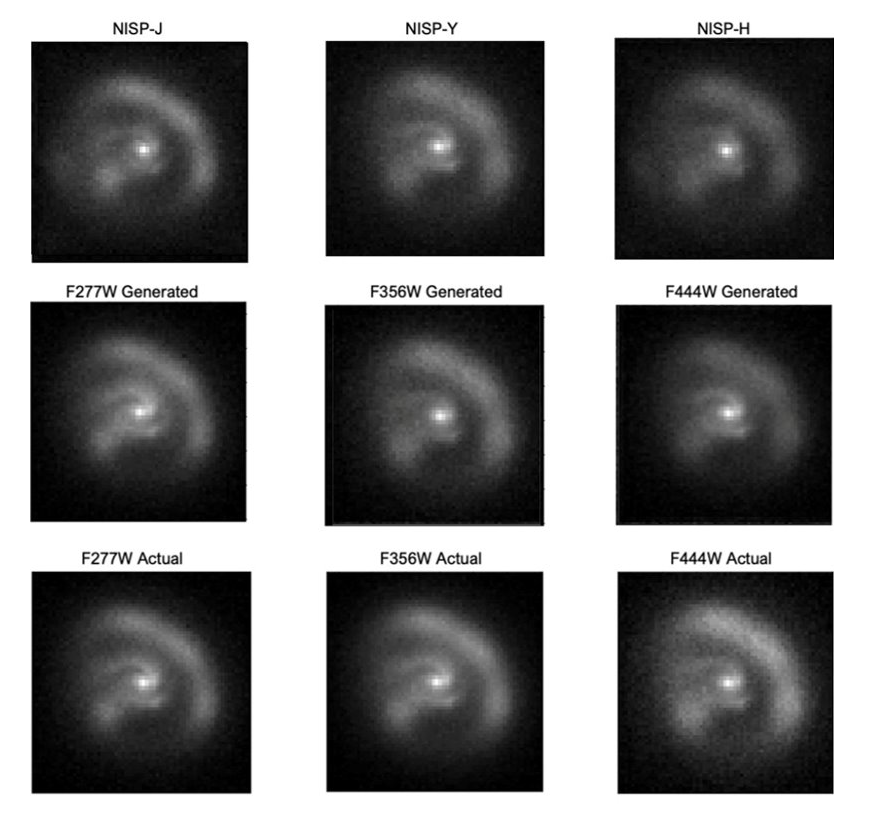 NISP-J
NISP-Y
NISP-H
F277W Generated
F356W Generated
F444W Generated
F277W Actual
F356W Actual
F444W Actual